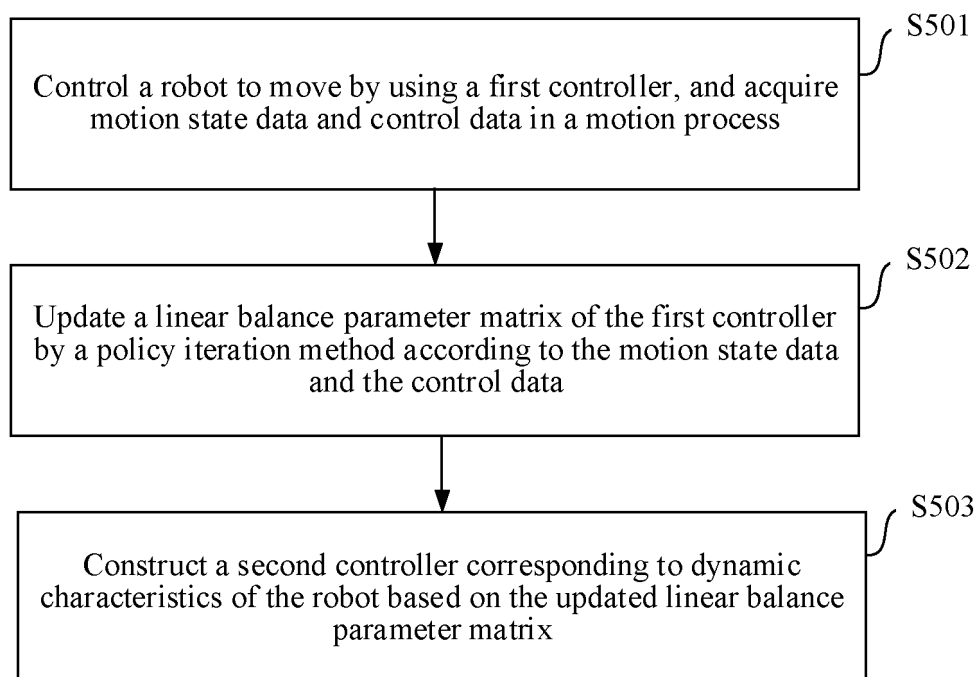 S501
Control a robot to move by using a first controller, and acquire
motion state data and control data in a motion process
S502
Update a linear balance parameter matrix of the first controller
by a policy iteration method according to the motion state data
and the control data
S503
Construct a second controller corresponding to dynamic
characteristics of the robot based on the updated linear balance
parameter matrix